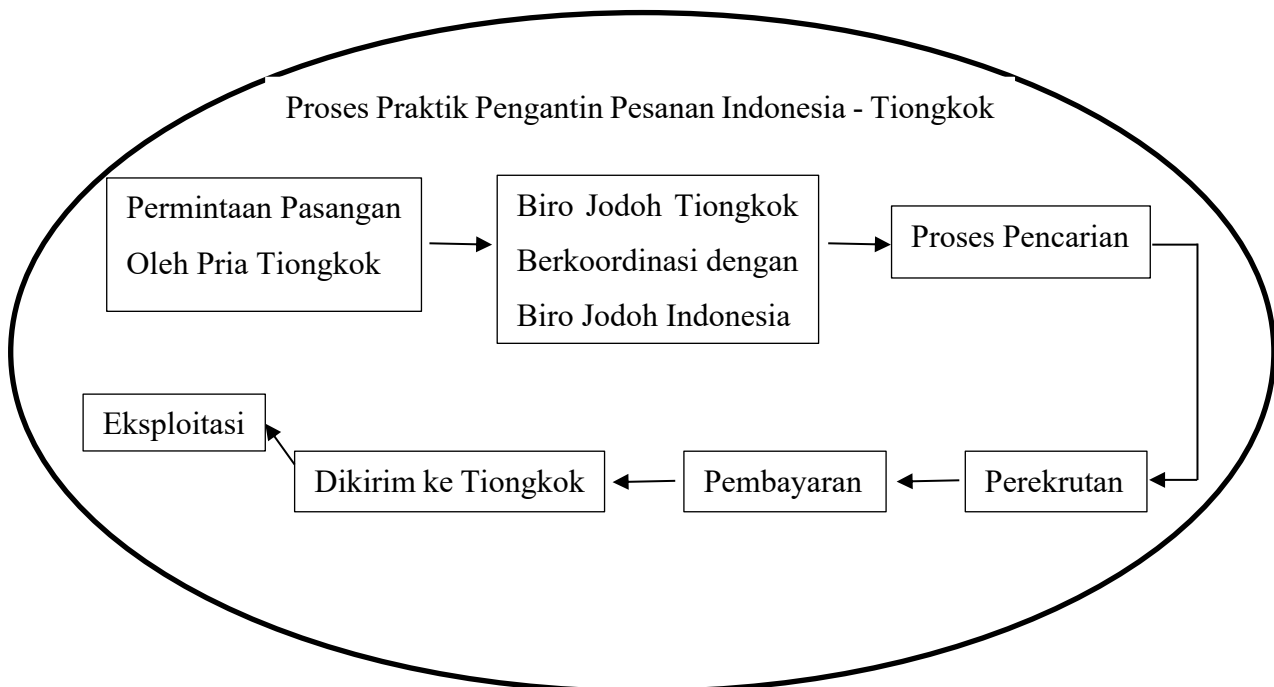 Proses Praktik Pengantin Pesanan Indonesia - Tiongkok
Permintaan Pasangan
Oleh Pria Tiongkok
Biro Jodoh Tiongkok
Berkoordinasi dengan
Biro Jodoh Indonesia
Proses Pencarian
Perekrutan
Pembayaran
Dikirim ke Tiongkok
Eksploitasi